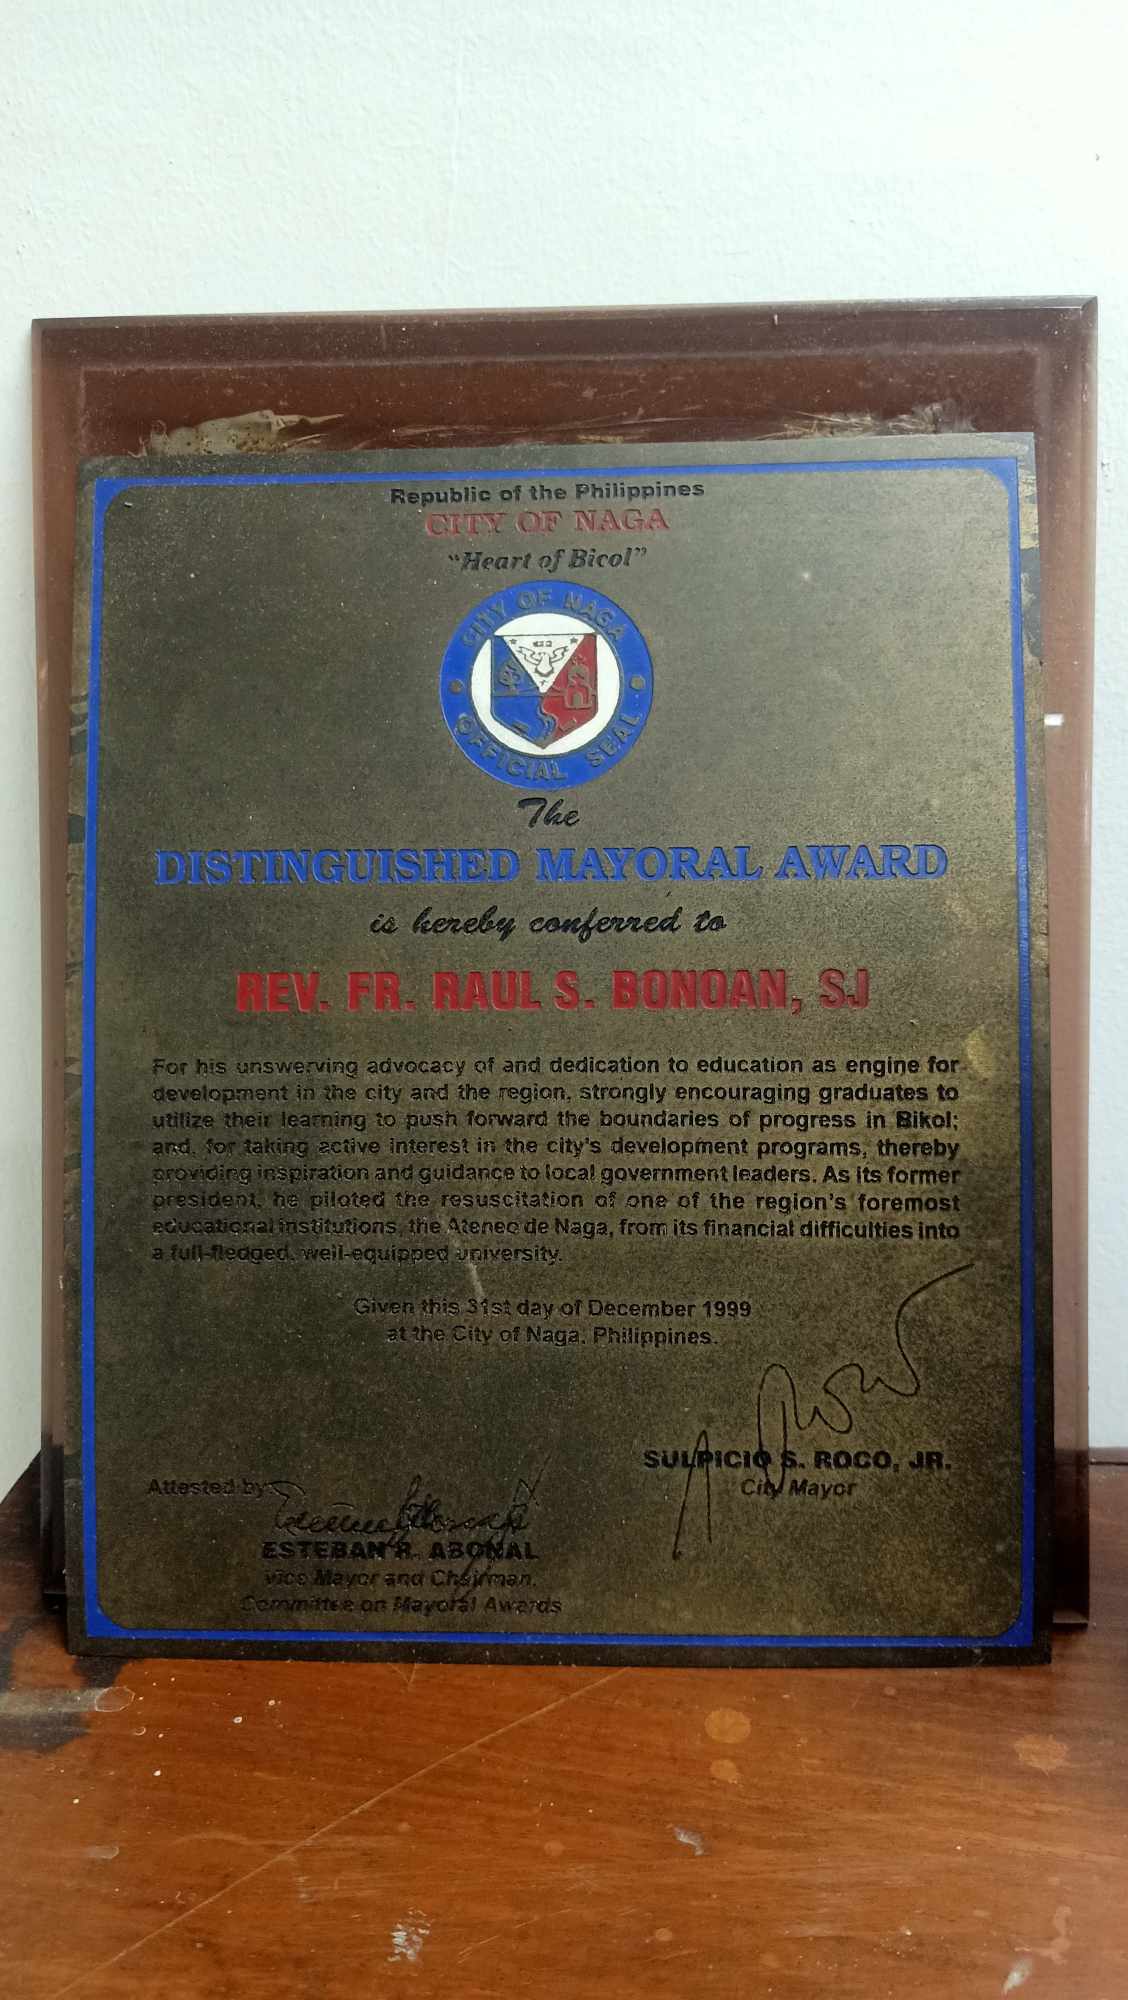 Republic of the Philippines
CITY OF NAGA
"Heart of Bicol"
CITY OF NAGA
OFFICIAL SEAL
The
DISTINGUISHED MAYORAL AWARD
is hereby conferred to
REV. FR. RAUL S. BONOAN, SJ
For his unswerving advocacy of and dedication to education as engine for
development in the city and the region, strongly encouraging graduates to
utilize their learning to push forward the boundaries of progress in Bikol;
and, for taking active interest in the city's development programs, thereby
providing inspiration and guidance to local government leaders. As its former
president, he piloted the resuscitation of one of the region's foremost
educational institutions, the Ateneo de Naga, from its financial difficulties into
a full-fledged, well-equipped university.
Given this 31st day of December 1999
at the City of Naga, Philippines.
SULPICIO S. ROCO, JR.
City Mayor
Attested by:
ESTEBAN R. ABONAL
Vice Mayor and Chairman,
Committee on Mayoral Awards